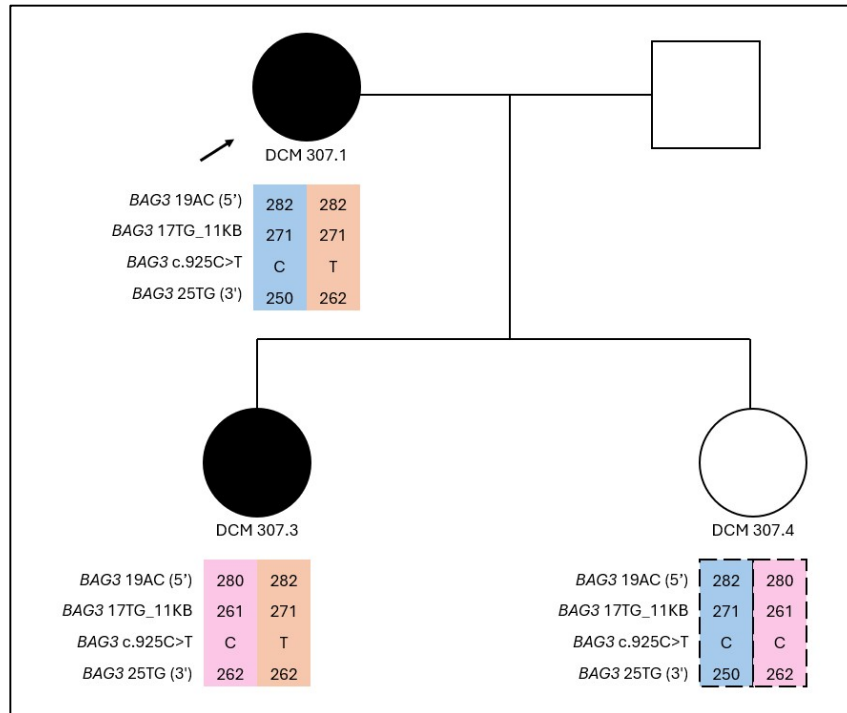 DCM 307.1
BAG3 19AC (5’) 282 282
BAG3 17TG_11KB 271 271
BAG3 c.925C>T C T
BAG3 25TG (3') 250 262
DCM 307.3
DCM 307.4
BAG3 19AC (5’) 280 282
BAG3 17TG_11KB 261 271
BAG3 c.925C>T C T
BAG3 25TG (3') 262 262
BAG3 19AC (5’) 282 280
BAG3 17TG_11KB 271 261
BAG3 c.925C>T C C
BAG3 25TG (3') 250 262